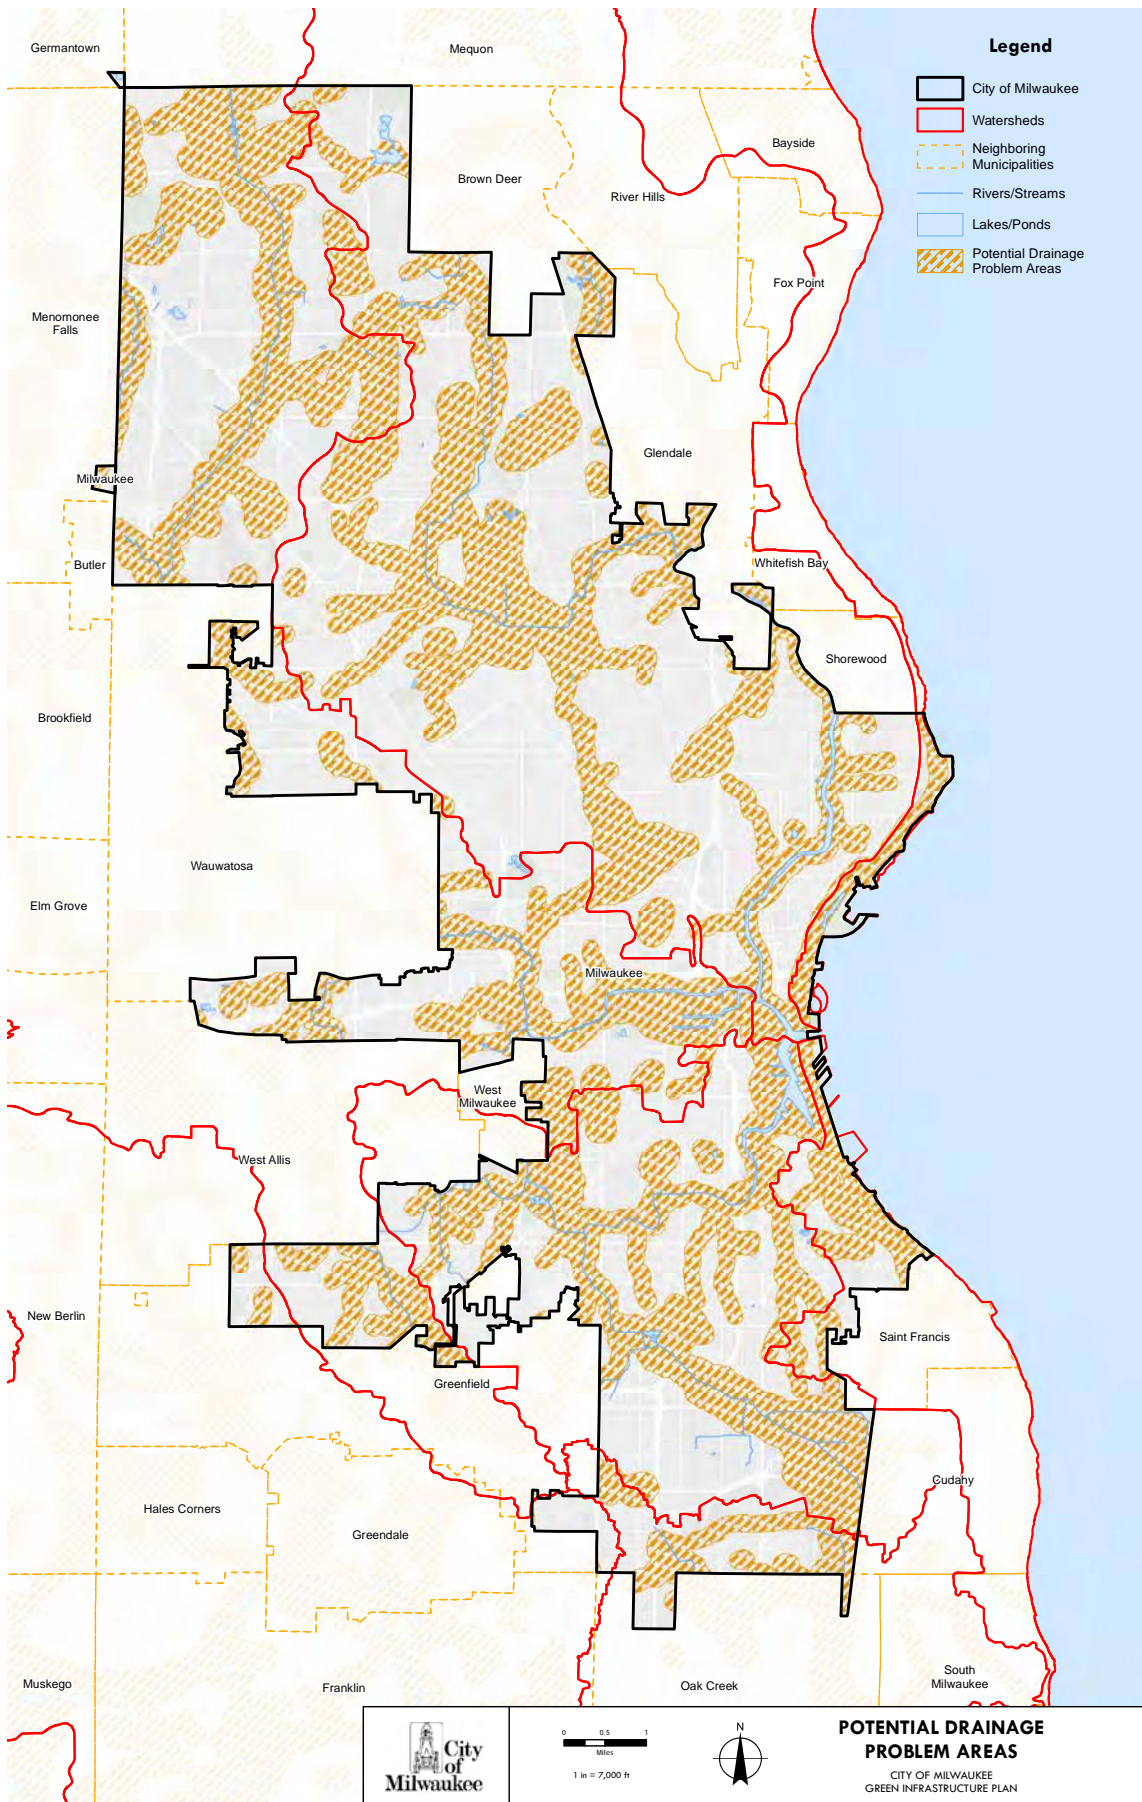 Germantown
Mequon
Legend
City of Milwaukee
Watersheds
Neighboring
Municipalities
Rivers/Streams
Lakes/Ponds
Potential Drainage
Problem Areas
Bayside
Brown Deer
River Hills
Fox Point
Menomonee
Falls
Glendale
Milwaukee
Butler
Whitefish Bay
Shorewood
Brookfield
Wauwatosa
Elm Grove
Milwaukee
West
Milwaukee
West Allis
New Berlin
Saint Francis
Greenfield
Cudahy
Hales Corners
Greendale
Muskego
Franklin
Oak Creek
South
Milwaukee
City
of
Milwaukee
0 0.5 1
Miles
1 in = 7,000 ft
N
POTENTIAL DRAINAGE
PROBLEM AREAS
CITY OF MILWAUKEE
GREEN INFRASTRUCTURE PLAN